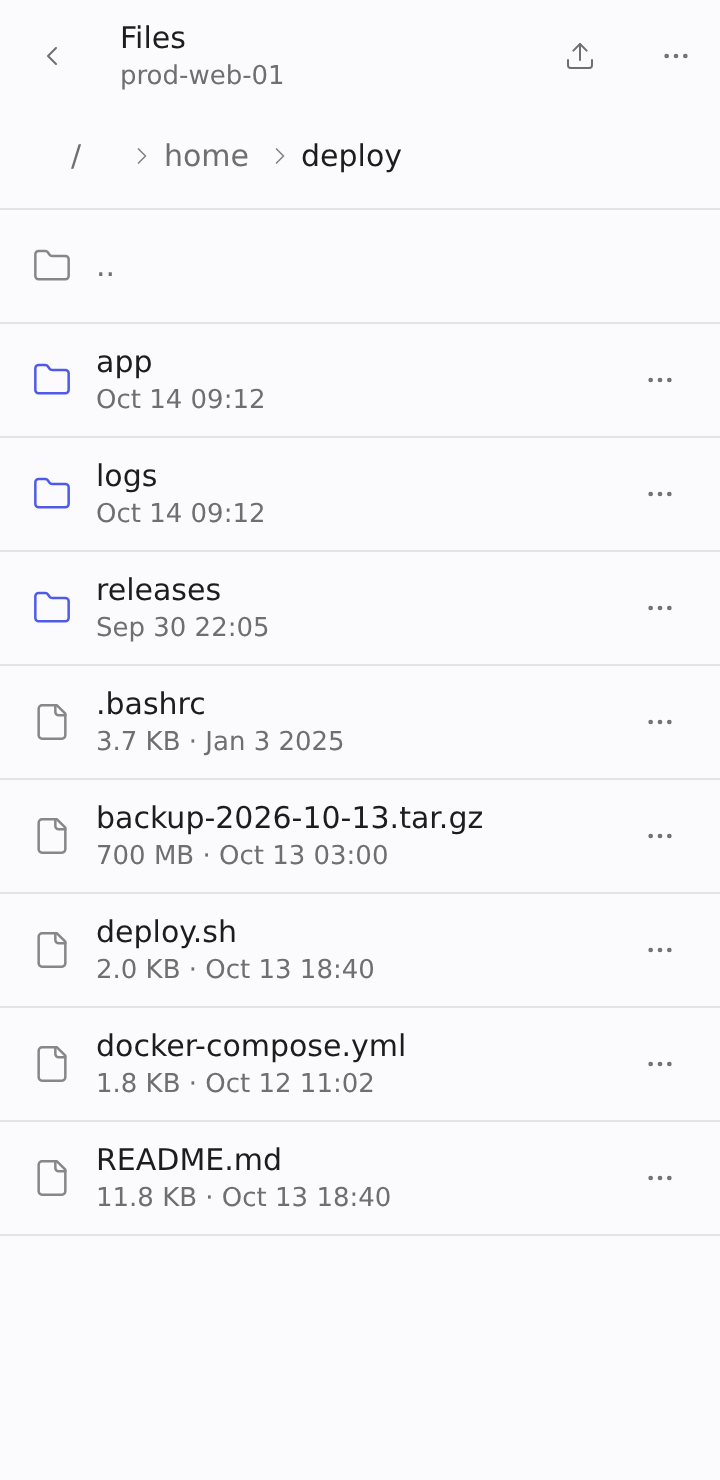 Files
prod-web-01
/ home deploy
..
app
Oct 14 09:12
logs
Oct 14 09:12
releases
Sep 30 22:05
.bashrc
3.7 KB · Jan 3 2025
backup-2026-10-13.tar.gz
700 MB · Oct 13 03:00
deploy.sh
2.0 KB · Oct 13 18:40
docker-compose.yml
1.8 KB · Oct 12 11:02
README.md
11.8 KB · Oct 13 18:40